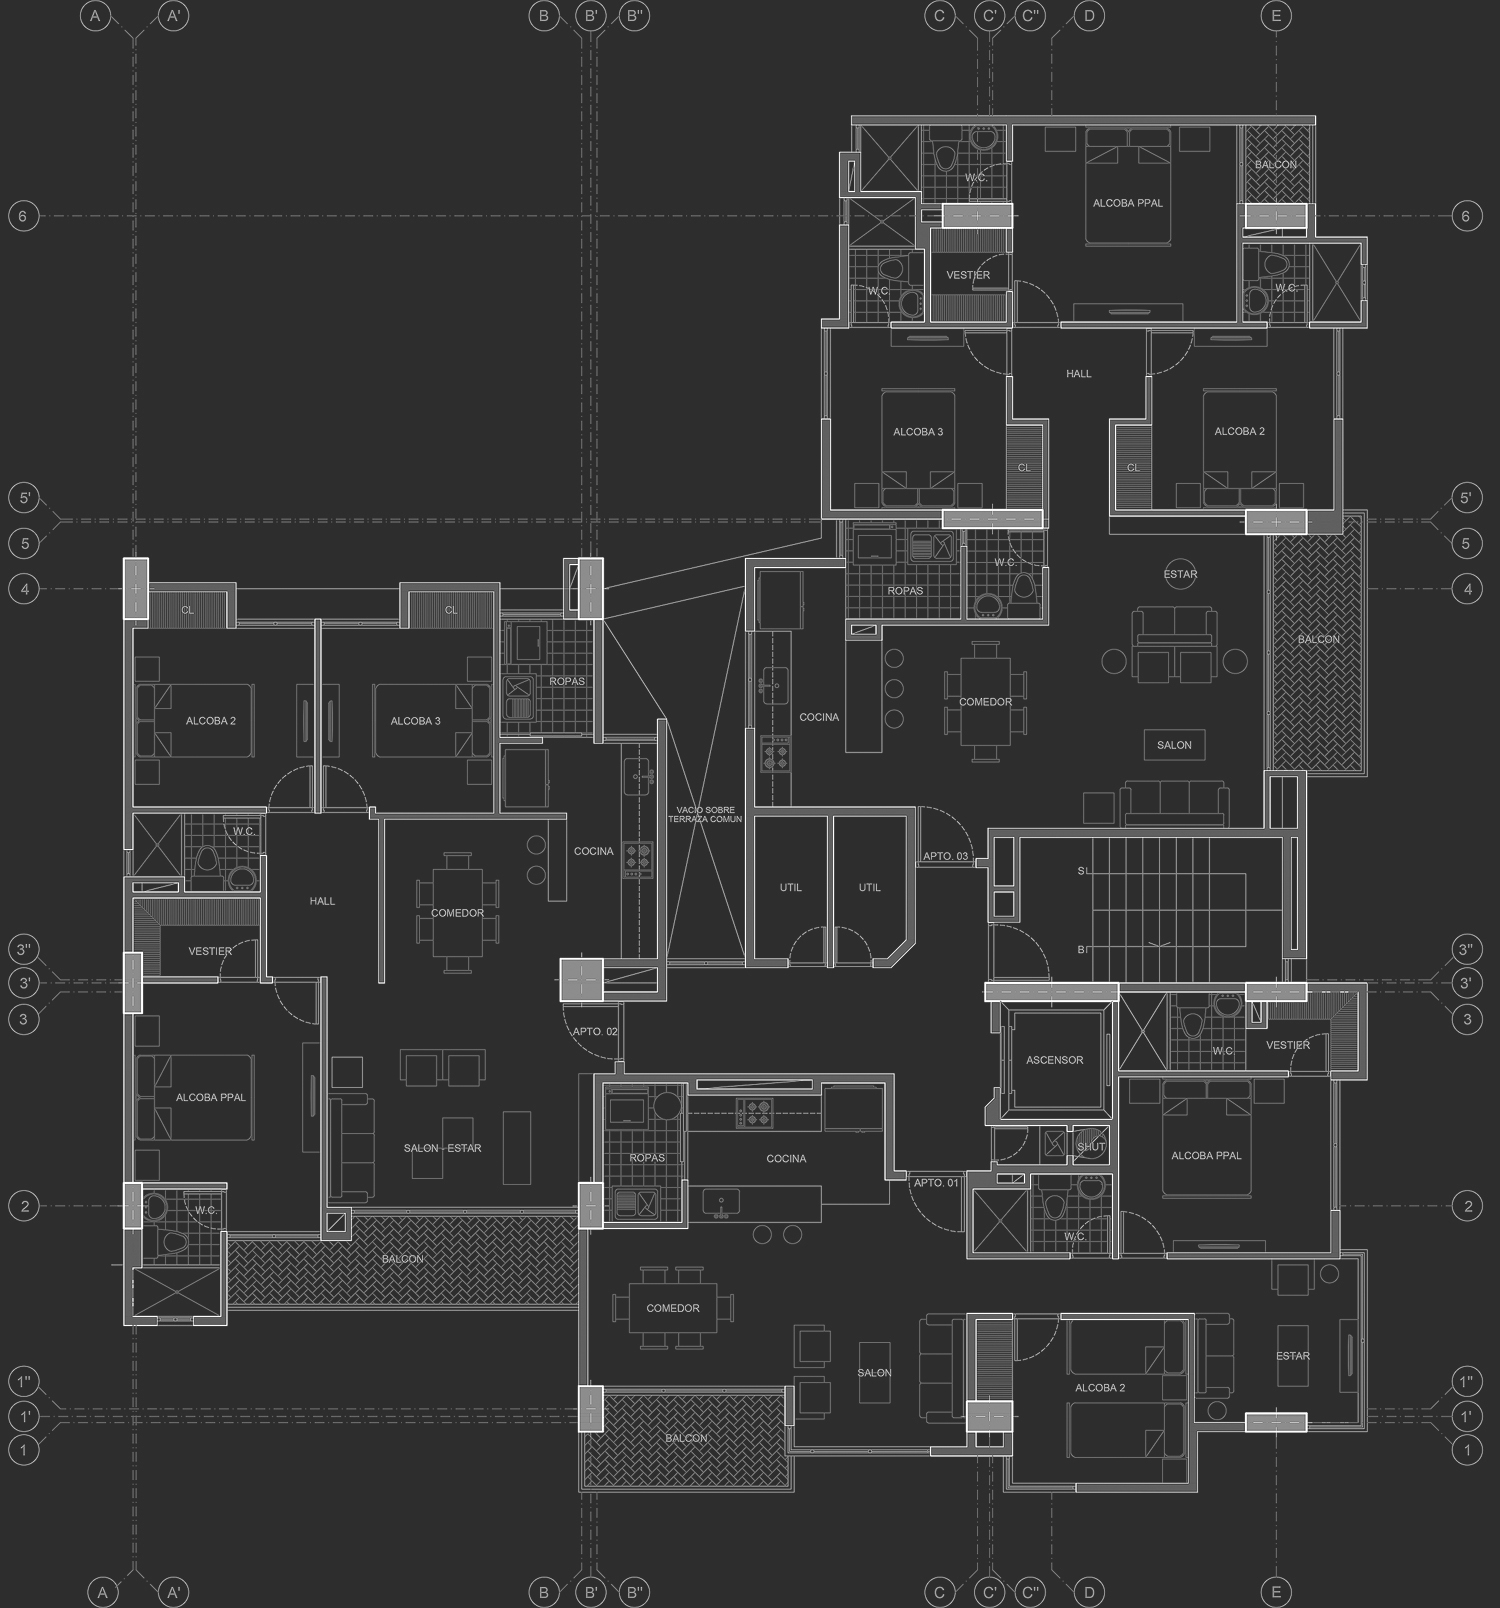 A A' B B' B'' C C' C'' D E
W.C. BALCON
ALCOBA PPAL
6 6
VESTIER W.C W.C.
HALL
ALCOBA 3 ALCOBA 2
CL CL
5' 5'
5 5
W.C.
ESTAR
4 ROPAS 4
CL CL
BALCON
ROPAS
COMEDOR
ALCOBA 2 ALCOBA 3 COCINA
SALON
VACIO SOBRE
TERRAZA COMUN
W.C.
COCINA APTO. 03
S
UTIL UTIL
HALL
COMEDOR
3'' VESTIER B 3''
3' 3'
3 3
APTO. 02
W.C VESTIER
ASCENSOR
ALCOBA PPAL
SALON ESTAR SHUT
ROPAS COCINA ALCOBA PPAL
APTO. 01
2 W.C. 2
W.C.
BALCON
COMEDOR
ESTAR
SALON
1'' ALCOBA 2 1''
1' 1'
BALCON
1 1
A A' B B' B'' C C' C'' D E